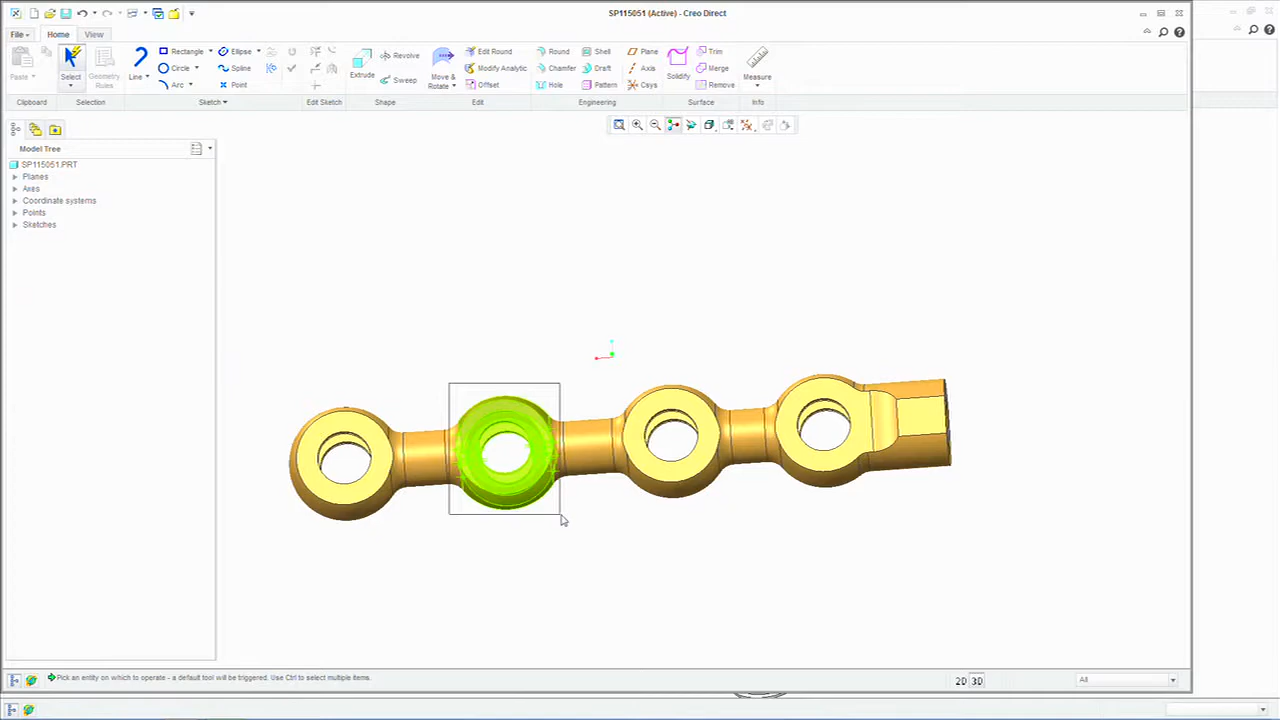 SP115051 (Active) - Creo Direct
File
Home
View
Paste
Select
Geometry Rules
Line
Rectangle
Circle
Arc
Ellipse
Spline
Point
Extrude
Revolve
Sweep
Move & Rotate
Edit Round
Modify Analytic
Offset
Round
Chamfer
Hole
Shell
Draft
Pattern
Plane
Axis
Csys
Solidify
Trim
Merge
Remove
Measure
Clipboard
Selection
Sketch
Edit Sketch
Shape
Edit
Engineering
Surface
Info
Model Tree
SP115051.PRT
Planes
Axes
Coordinate systems
Points
Sketches
Pick an entity on which to operate - a default tool will be triggered. Use Ctrl to select multiple items.
2D 3D
All